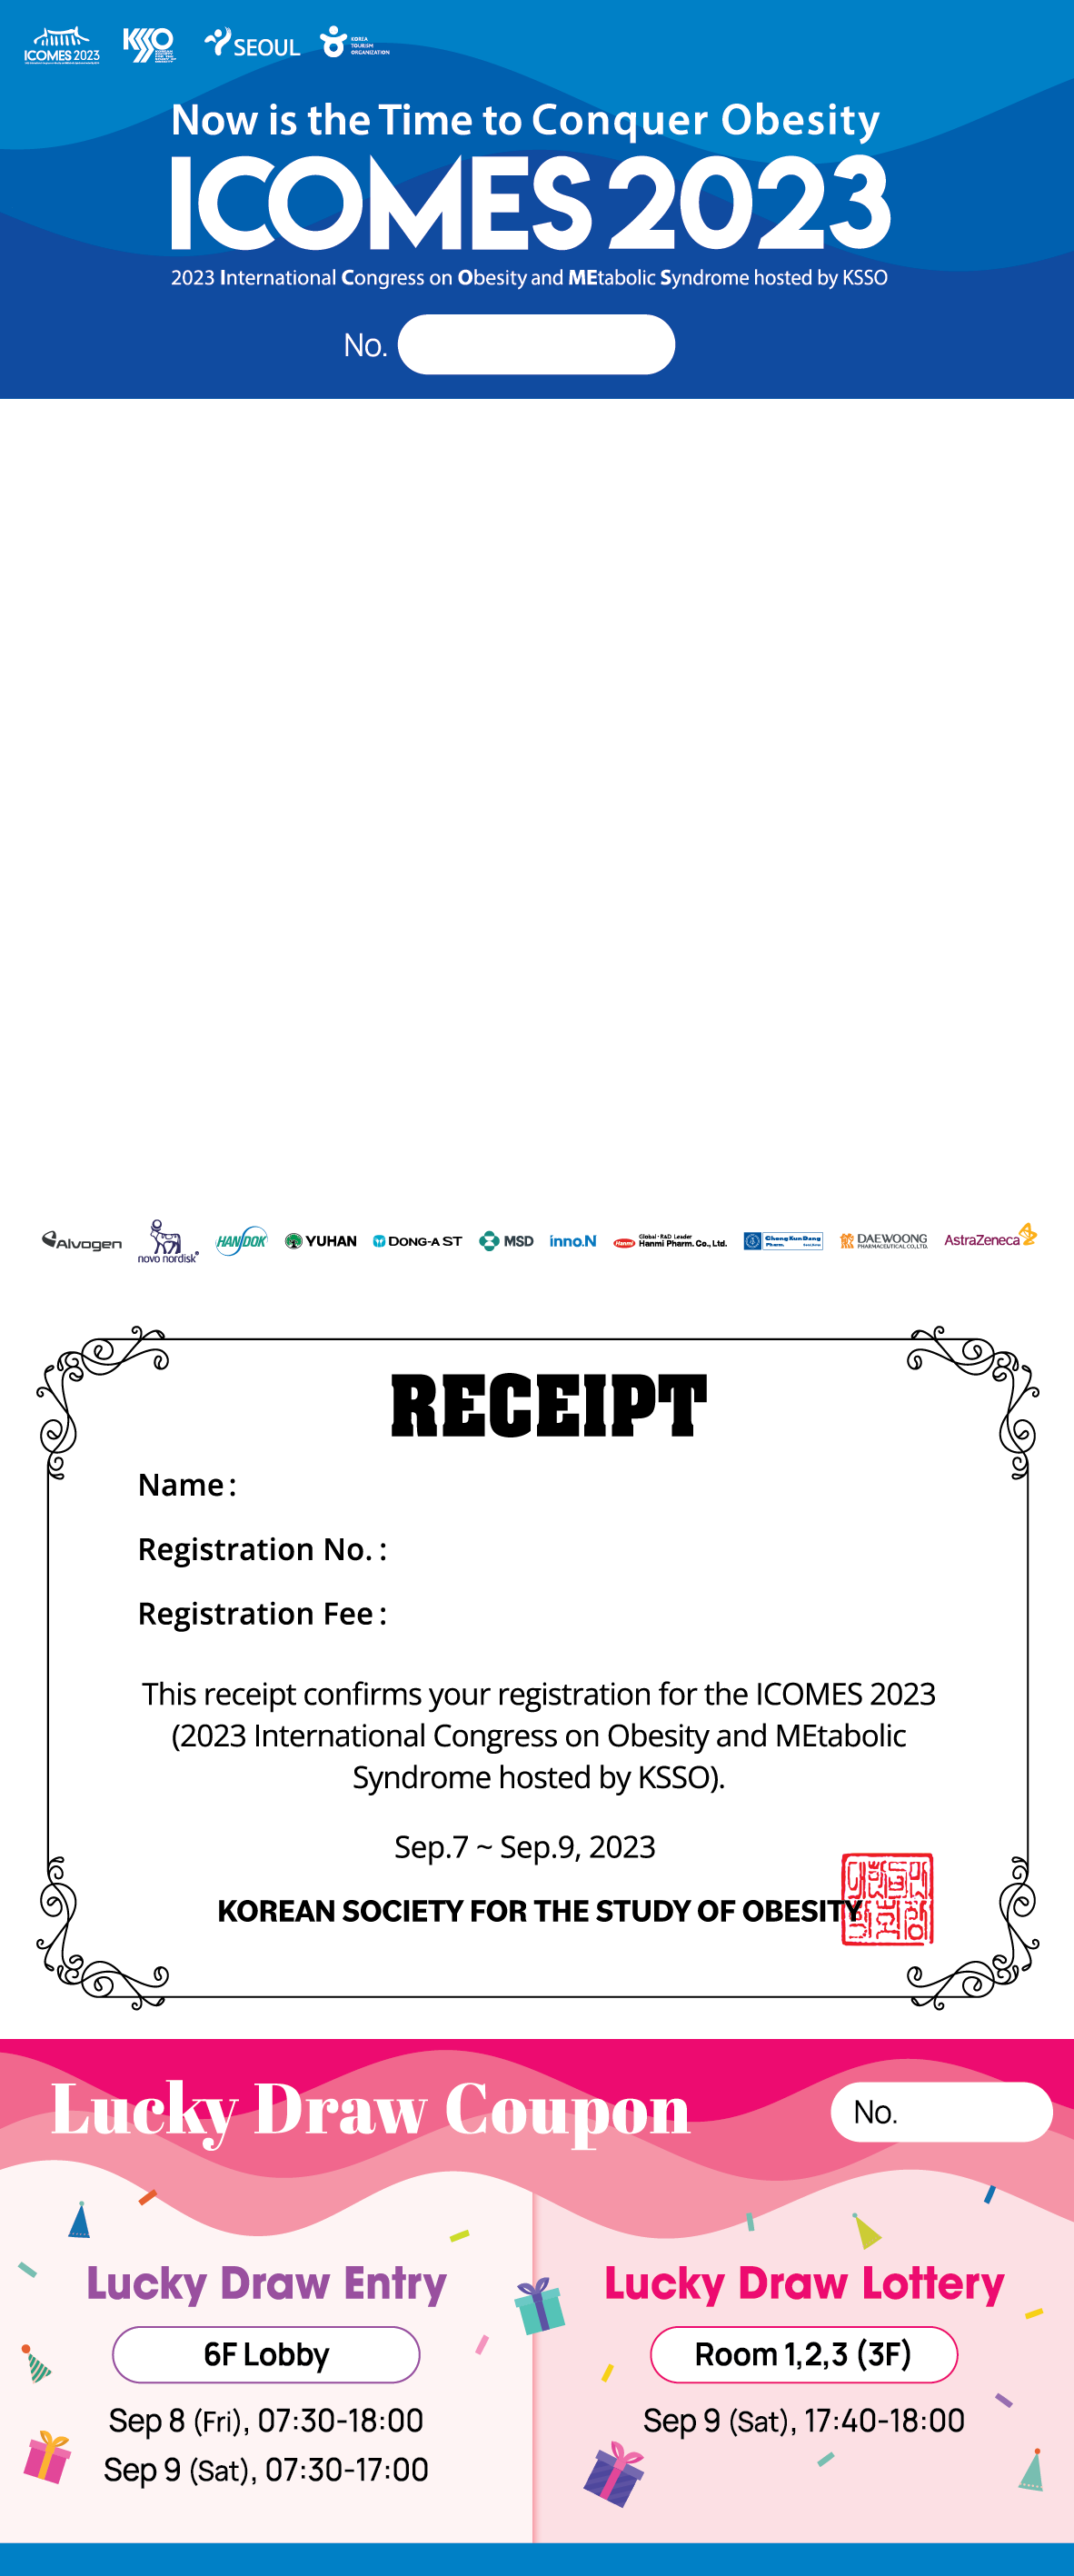 ICOMES 2023
KSSO
SEOUL
KOREA
TOURISM
ORGANIZATION
Now is the Time to Conquer Obesity
ICOMES 2023
2023 International Congress on Obesity and MEtabolic Syndrome hosted by KSSO
No.
Alvogen
novo nordisk®
HANDOK
YUHAN
DONG-A ST
MSD
inno.N
Hanmi
Global · R&D Leader
Hanmi Pharm. Co., Ltd.
Chong Kun Dang
Pharm.
DAEWOONG
PHARMACEUTICAL CO.,LTD.
AstraZeneca
RECEIPT
Name :
Registration No. :
Registration Fee :
This receipt confirms your registration for the ICOMES 2023
(2023 International Congress on Obesity and MEtabolic
Syndrome hosted by KSSO).
Sep.7 ~ Sep.9, 2023
KOREAN SOCIETY FOR THE STUDY OF OBESITY
Lucky Draw Coupon
No.
Lucky Draw Entry
6F Lobby
Sep 8 (Fri), 07:30-18:00
Sep 9 (Sat), 07:30-17:00
Lucky Draw Lottery
Room 1,2,3 (3F)
Sep 9 (Sat), 17:40-18:00